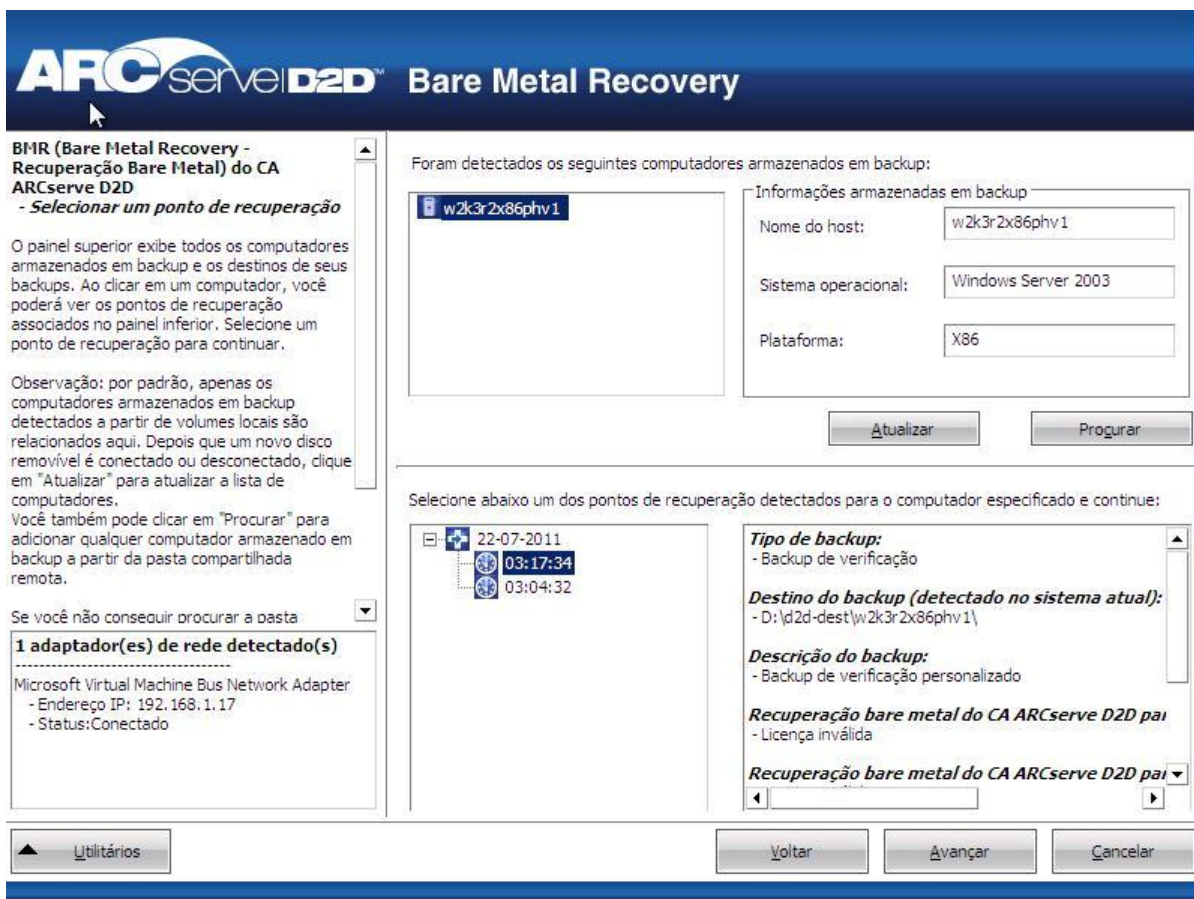 ARCserve D2D™ Bare Metal Recovery
BMR (Bare Metal Recovery -
Recuperação Bare Metal) do CA
ARCserve D2D
- Selecionar um ponto de recuperação
O painel superior exibe todos os computadores
armazenados em backup e os destinos de seus
backups. Ao clicar em um computador, você
poderá ver os pontos de recuperação
associados no painel inferior. Selecione um
ponto de recuperação para continuar.
Observação: por padrão, apenas os
computadores armazenados em backup
detectados a partir de volumes locais são
relacionados aqui. Depois que um novo disco
removível é conectado ou desconectado, clique
em "Atualizar" para atualizar a lista de
computadores.
Você também pode clicar em "Procurar" para
adicionar qualquer computador armazenado em
backup a partir da pasta compartilhada
remota.
Se você não conseguir procurar a pasta
1 adaptador(es) de rede detectado(s)
------------------------------------
Microsoft Virtual Machine Bus Network Adapter
- Endereço IP: 192.168.1.17
- Status:Conectado
Foram detectados os seguintes computadores armazenados em backup:
w2k3r2x86phv1
Informações armazenadas em backup
Nome do host: w2k3r2x86phv1
Sistema operacional: Windows Server 2003
Plataforma: X86
Atualizar
Procurar
Selecione abaixo um dos pontos de recuperação detectados para o computador especificado e continue:
22-07-2011
03:17:34
03:04:32
Tipo de backup:
- Backup de verificação
Destino do backup (detectado no sistema atual):
- D:\d2d-dest\w2k3r2x86phv1\
Descrição do backup:
- Backup de verificação personalizado
Recuperação bare metal do CA ARCserve D2D par
- Licença inválida
Recuperação bare metal do CA ARCserve D2D par
Utilitários
Voltar
Avançar
Cancelar